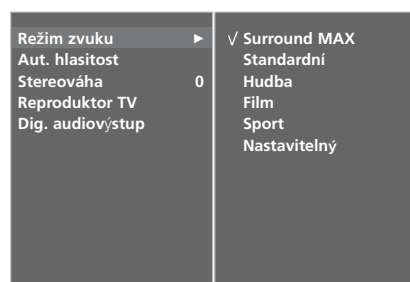 Režim zvuku ►
Aut. hlasitost
Stereováha 0
Reproduktor TV
Dig. audiovýstup
√ Surround MAX
Standardní
Hudba
Film
Sport
Nastavitelný